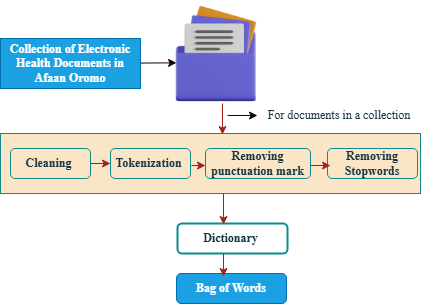 Collection of Electronic
Health Documents in
Afaan Oromo
For documents in a collection
Cleaning
Tokenization
Removing
punctuation mark
Removing
Stopwords
Dictionary
Bag of Words